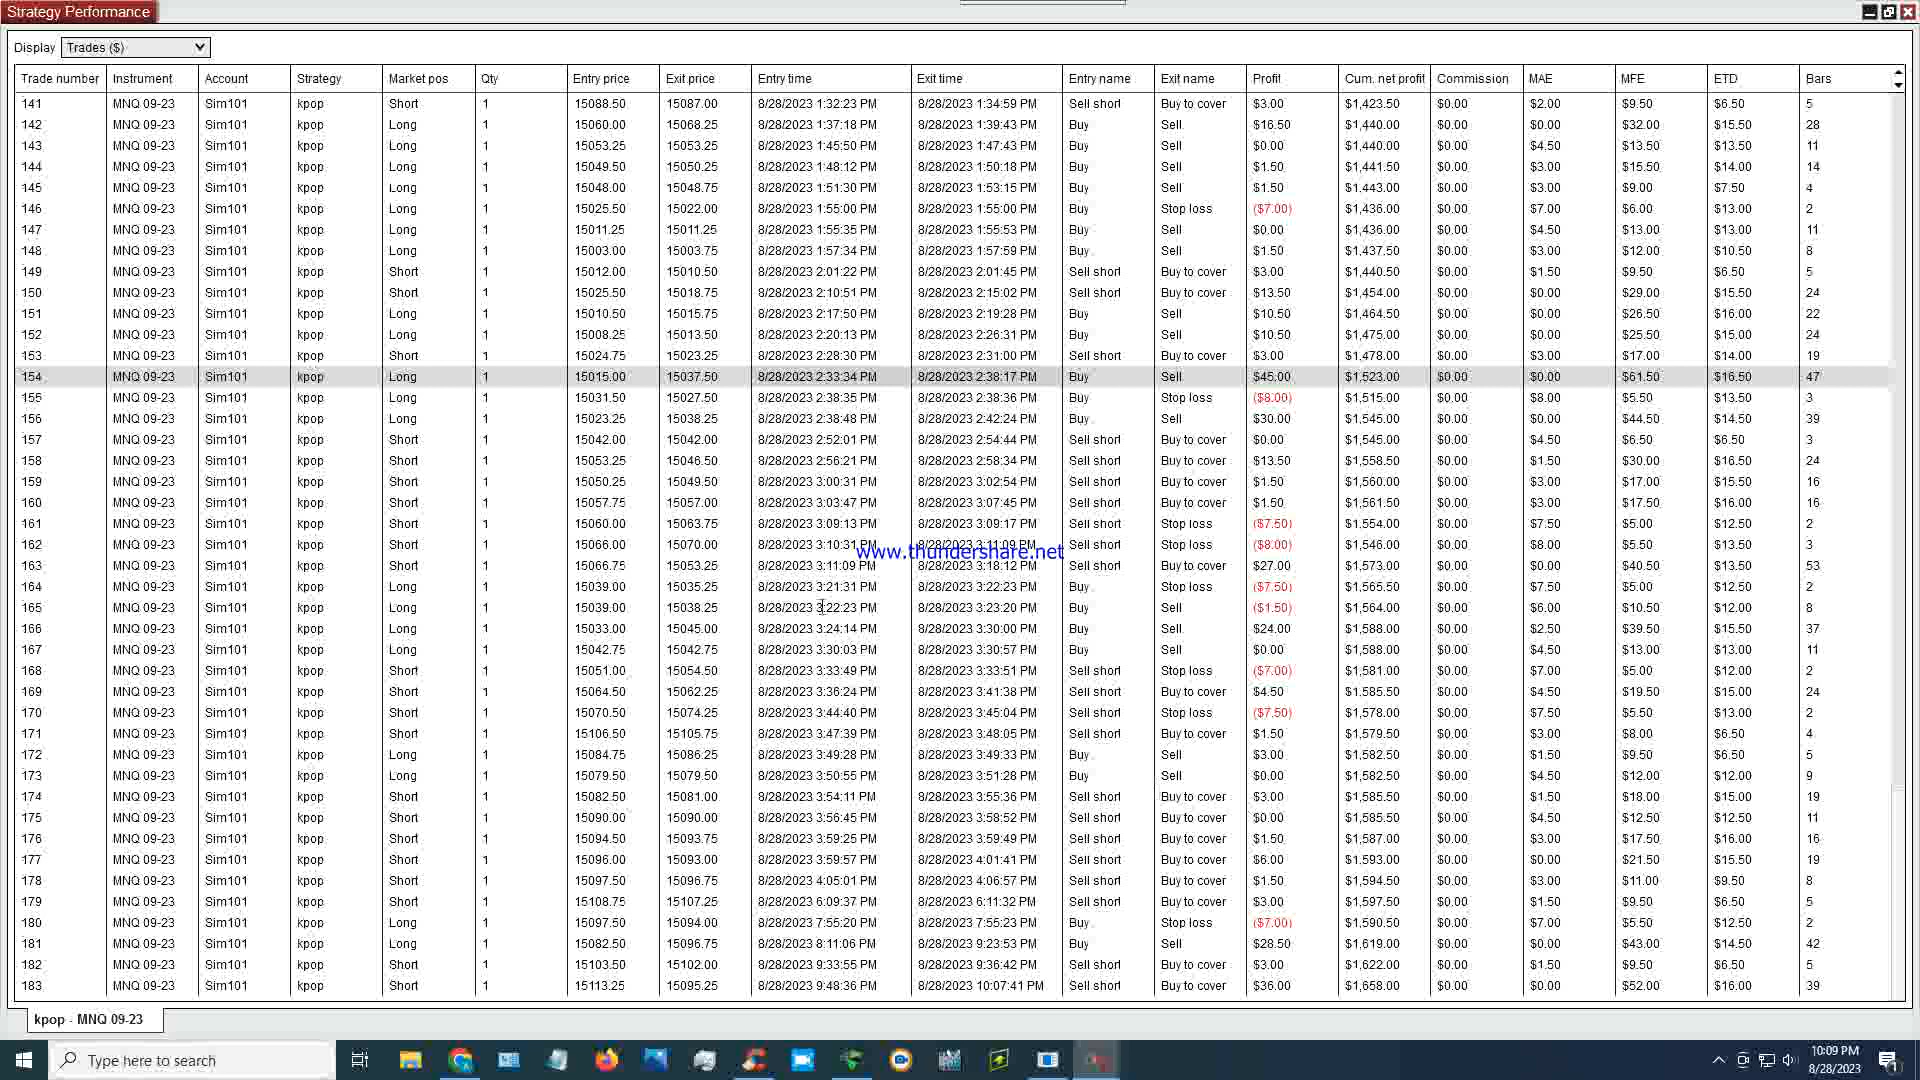 Strategy Performance
Display Trades ($)
Trade number Instrument Account Strategy Market pos Qty Entry price Exit price Entry time Exit time Entry name Exit name Profit Cum. net profit Commission MAE MFE ETD Bars
141 MNQ 09-23 Sim101 kpop Short 1 15088.50 15087.00 8/28/2023 1:32:23 PM 8/28/2023 1:34:59 PM Sell short Buy to cover $3.00 $1,423.50 $0.00 $2.00 $9.50 $6.50 5
142 MNQ 09-23 Sim101 kpop Long 1 15060.00 15068.25 8/28/2023 1:37:18 PM 8/28/2023 1:39:43 PM Buy Sell $16.50 $1,440.00 $0.00 $0.00 $32.00 $15.50 28
143 MNQ 09-23 Sim101 kpop Long 1 15053.25 15053.25 8/28/2023 1:45:50 PM 8/28/2023 1:47:43 PM Buy Sell $0.00 $1,440.00 $0.00 $4.50 $13.50 $13.50 11
144 MNQ 09-23 Sim101 kpop Long 1 15049.50 15050.25 8/28/2023 1:48:12 PM 8/28/2023 1:50:18 PM Buy Sell $1.50 $1,441.50 $0.00 $3.00 $15.50 $14.00 14
145 MNQ 09-23 Sim101 kpop Long 1 15048.00 15048.75 8/28/2023 1:51:30 PM 8/28/2023 1:53:15 PM Buy Sell $1.50 $1,443.00 $0.00 $3.00 $9.00 $7.50 4
146 MNQ 09-23 Sim101 kpop Long 1 15025.50 15022.00 8/28/2023 1:55:00 PM 8/28/2023 1:55:00 PM Buy Stop loss ($7.00) $1,436.00 $0.00 $7.00 $6.00 $13.00 2
147 MNQ 09-23 Sim101 kpop Long 1 15011.25 15011.25 8/28/2023 1:55:35 PM 8/28/2023 1:55:53 PM Buy Sell $0.00 $1,436.00 $0.00 $4.50 $13.00 $13.00 11
148 MNQ 09-23 Sim101 kpop Long 1 15003.00 15003.75 8/28/2023 1:57:34 PM 8/28/2023 1:57:59 PM Buy Sell $1.50 $1,437.50 $0.00 $3.00 $12.00 $10.50 8
149 MNQ 09-23 Sim101 kpop Short 1 15012.00 15010.50 8/28/2023 2:01:22 PM 8/28/2023 2:01:45 PM Sell short Buy to cover $3.00 $1,440.50 $0.00 $1.50 $9.50 $6.50 5
150 MNQ 09-23 Sim101 kpop Short 1 15025.50 15018.75 8/28/2023 2:10:51 PM 8/28/2023 2:15:02 PM Sell short Buy to cover $13.50 $1,454.00 $0.00 $0.00 $29.00 $15.50 24
151 MNQ 09-23 Sim101 kpop Long 1 15010.50 15015.75 8/28/2023 2:17:50 PM 8/28/2023 2:19:28 PM Buy Sell $10.50 $1,464.50 $0.00 $0.00 $26.50 $16.00 22
152 MNQ 09-23 Sim101 kpop Long 1 15008.25 15013.50 8/28/2023 2:20:13 PM 8/28/2023 2:26:31 PM Buy Sell $10.50 $1,475.00 $0.00 $0.00 $25.50 $15.00 24
153 MNQ 09-23 Sim101 kpop Short 1 15024.75 15023.25 8/28/2023 2:28:30 PM 8/28/2023 2:31:00 PM Sell short Buy to cover $3.00 $1,478.00 $0.00 $3.00 $17.00 $14.00 19
154 MNQ 09-23 Sim101 kpop Long 1 15015.00 15037.50 8/28/2023 2:33:34 PM 8/28/2023 2:38:17 PM Buy Sell $45.00 $1,523.00 $0.00 $0.00 $61.50 $16.50 47
155 MNQ 09-23 Sim101 kpop Long 1 15031.50 15027.50 8/28/2023 2:38:35 PM 8/28/2023 2:38:36 PM Buy Stop loss ($8.00) $1,515.00 $0.00 $8.00 $5.50 $13.50 3
156 MNQ 09-23 Sim101 kpop Long 1 15023.25 15038.25 8/28/2023 2:38:48 PM 8/28/2023 2:42:24 PM Buy Sell $30.00 $1,545.00 $0.00 $0.00 $44.50 $14.50 39
157 MNQ 09-23 Sim101 kpop Short 1 15042.00 15042.00 8/28/2023 2:52:01 PM 8/28/2023 2:54:44 PM Sell short Buy to cover $0.00 $1,545.00 $0.00 $4.50 $6.50 $6.50 3
158 MNQ 09-23 Sim101 kpop Short 1 15053.25 15046.50 8/28/2023 2:56:21 PM 8/28/2023 2:58:34 PM Sell short Buy to cover $13.50 $1,558.50 $0.00 $1.50 $30.00 $16.50 24
159 MNQ 09-23 Sim101 kpop Short 1 15050.25 15049.50 8/28/2023 3:00:31 PM 8/28/2023 3:02:54 PM Sell short Buy to cover $1.50 $1,560.00 $0.00 $3.00 $17.00 $15.50 16
160 MNQ 09-23 Sim101 kpop Short 1 15057.75 15057.00 8/28/2023 3:03:47 PM 8/28/2023 3:07:45 PM Sell short Buy to cover $1.50 $1,561.50 $0.00 $3.00 $17.50 $16.00 16
161 MNQ 09-23 Sim101 kpop Short 1 15060.00 15063.75 8/28/2023 3:09:13 PM 8/28/2023 3:09:17 PM Sell short Stop loss ($7.50) $1,554.00 $0.00 $7.50 $5.00 $12.50 2
162 MNQ 09-23 Sim101 kpop Short 1 15066.00 15070.00 8/28/2023 3:10:31 PM 8/28/2023 3:11:09 PM Sell short Stop loss ($8.00) $1,546.00 $0.00 $8.00 $5.50 $13.50 3
www.thundershare.net
163 MNQ 09-23 Sim101 kpop Short 1 15066.75 15053.25 8/28/2023 3:11:09 PM 8/28/2023 3:18:12 PM Sell short Buy to cover $27.00 $1,573.00 $0.00 $0.00 $40.50 $13.50 53
164 MNQ 09-23 Sim101 kpop Long 1 15039.00 15035.25 8/28/2023 3:21:31 PM 8/28/2023 3:22:23 PM Buy Stop loss ($7.50) $1,565.50 $0.00 $7.50 $5.00 $12.50 2
165 MNQ 09-23 Sim101 kpop Long 1 15039.00 15038.25 8/28/2023 3:22:23 PM 8/28/2023 3:23:20 PM Buy Sell ($1.50) $1,564.00 $0.00 $6.00 $10.50 $12.00 8
166 MNQ 09-23 Sim101 kpop Long 1 15033.00 15045.00 8/28/2023 3:24:14 PM 8/28/2023 3:30:00 PM Buy Sell $24.00 $1,588.00 $0.00 $2.50 $39.50 $15.50 37
167 MNQ 09-23 Sim101 kpop Long 1 15042.75 15042.75 8/28/2023 3:30:03 PM 8/28/2023 3:30:57 PM Buy Sell $0.00 $1,588.00 $0.00 $4.50 $13.00 $13.00 11
168 MNQ 09-23 Sim101 kpop Short 1 15051.00 15054.50 8/28/2023 3:33:49 PM 8/28/2023 3:33:51 PM Sell short Stop loss ($7.00) $1,581.00 $0.00 $7.00 $5.00 $12.00 2
169 MNQ 09-23 Sim101 kpop Short 1 15064.50 15062.25 8/28/2023 3:36:24 PM 8/28/2023 3:41:38 PM Sell short Buy to cover $4.50 $1,585.50 $0.00 $4.50 $19.50 $15.00 24
170 MNQ 09-23 Sim101 kpop Short 1 15070.50 15074.25 8/28/2023 3:44:40 PM 8/28/2023 3:45:04 PM Sell short Stop loss ($7.50) $1,578.00 $0.00 $7.50 $5.50 $13.00 2
171 MNQ 09-23 Sim101 kpop Short 1 15106.50 15105.75 8/28/2023 3:47:39 PM 8/28/2023 3:48:05 PM Sell short Buy to cover $1.50 $1,579.50 $0.00 $3.00 $8.00 $6.50 4
172 MNQ 09-23 Sim101 kpop Long 1 15084.75 15086.25 8/28/2023 3:49:28 PM 8/28/2023 3:49:33 PM Buy Sell $3.00 $1,582.50 $0.00 $1.50 $9.50 $6.50 5
173 MNQ 09-23 Sim101 kpop Long 1 15079.50 15079.50 8/28/2023 3:50:55 PM 8/28/2023 3:51:28 PM Buy Sell $0.00 $1,582.50 $0.00 $4.50 $12.00 $12.00 9
174 MNQ 09-23 Sim101 kpop Short 1 15082.50 15081.00 8/28/2023 3:54:11 PM 8/28/2023 3:55:36 PM Sell short Buy to cover $3.00 $1,585.50 $0.00 $1.50 $18.00 $15.00 19
175 MNQ 09-23 Sim101 kpop Short 1 15090.00 15090.00 8/28/2023 3:56:45 PM 8/28/2023 3:58:52 PM Sell short Buy to cover $0.00 $1,585.50 $0.00 $4.50 $12.50 $12.50 11
176 MNQ 09-23 Sim101 kpop Short 1 15094.50 15093.75 8/28/2023 3:59:25 PM 8/28/2023 3:59:49 PM Sell short Buy to cover $1.50 $1,587.00 $0.00 $3.00 $17.50 $16.00 16
177 MNQ 09-23 Sim101 kpop Short 1 15096.00 15093.00 8/28/2023 3:59:57 PM 8/28/2023 4:01:41 PM Sell short Buy to cover $6.00 $1,593.00 $0.00 $0.00 $21.50 $15.50 19
178 MNQ 09-23 Sim101 kpop Short 1 15097.50 15096.75 8/28/2023 4:05:01 PM 8/28/2023 4:06:57 PM Sell short Buy to cover $1.50 $1,594.50 $0.00 $3.00 $11.00 $9.50 8
179 MNQ 09-23 Sim101 kpop Short 1 15108.75 15107.25 8/28/2023 6:09:37 PM 8/28/2023 6:11:32 PM Sell short Buy to cover $3.00 $1,597.50 $0.00 $1.50 $9.50 $6.50 5
180 MNQ 09-23 Sim101 kpop Long 1 15097.50 15094.00 8/28/2023 7:55:20 PM 8/28/2023 7:55:23 PM Buy Stop loss ($7.00) $1,590.50 $0.00 $7.00 $5.50 $12.50 2
181 MNQ 09-23 Sim101 kpop Long 1 15082.50 15096.75 8/28/2023 8:11:06 PM 8/28/2023 9:23:53 PM Buy Sell $28.50 $1,619.00 $0.00 $0.00 $43.00 $14.50 42
182 MNQ 09-23 Sim101 kpop Short 1 15103.50 15102.00 8/28/2023 9:33:55 PM 8/28/2023 9:36:42 PM Sell short Buy to cover $3.00 $1,622.00 $0.00 $1.50 $9.50 $6.50 5
183 MNQ 09-23 Sim101 kpop Short 1 15113.25 15095.25 8/28/2023 9:48:36 PM 8/28/2023 10:07:41 PM Sell short Buy to cover $36.00 $1,658.00 $0.00 $0.00 $52.00 $16.00 39
kpop - MNQ 09-23
Type here to search
10:09 PM
8/28/2023
1